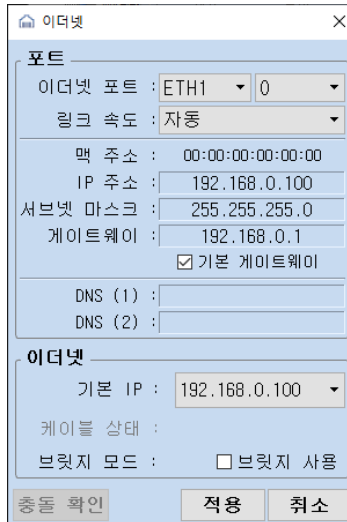 이더넷
포트
이더넷 포트 : ETH1 0
링크 속도 : 자동
맥 주소 : 00:00:00:00:00:00
IP 주소 : 192.168.0.100
서브넷 마스크 : 255.255.255.0
게이트웨이 : 192.168.0.1
기본 게이트웨이
DNS (1) :
DNS (2) :
이더넷
기본 IP : 192.168.0.100
케이블 상태 :
브릿지 모드 : 브릿지 사용
충돌 확인 적용 취소